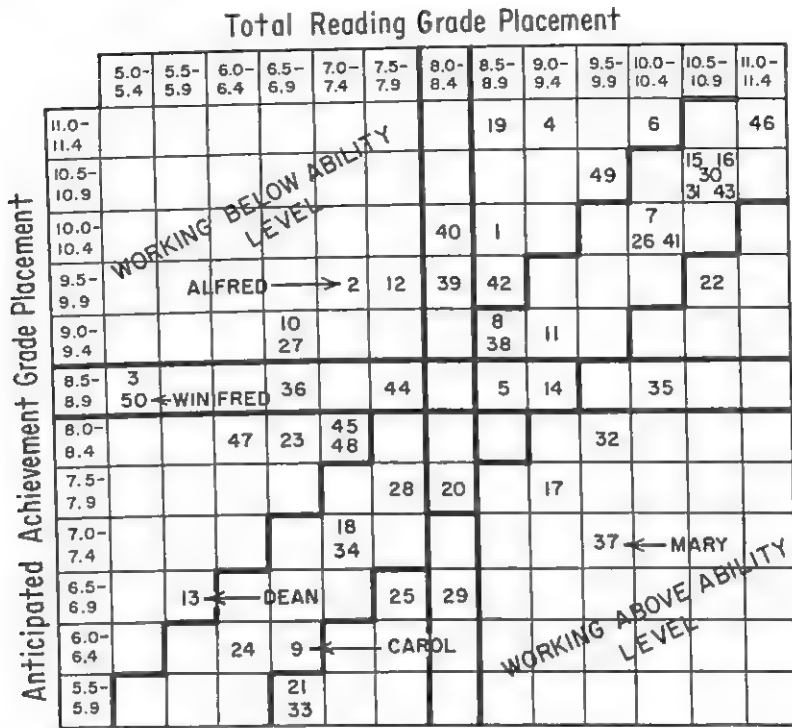 Total Reading Grade Placement
5.0- 5.5- 6.0- 6.5- 7.0- 7.5- 8.0- 8.5- 9.0- 9.5- 10.0- 10.5- 11.0-
5.4 5.9 6.4 6.9 7.4 7.9 8.4 8.9 9.4 9.9 10.4 10.9 11.4
Anticipated Achievement Grade Placement
11.0-
11.4
19 4 6 46
10.5-
10.9
49
15 16
30
31 43
WORKING BELOW ABILITY
LEVEL
10.0-
10.4
40 1
7
26 41
9.5-
9.9
ALFRED → 2 12 39 42 22
9.0-
9.4
10
27
8
38
11
8.5-
8.9
3
50 ← WINIFRED
36 44 5 14 35
8.0-
8.4
47 23
45
48
32
7.5-
7.9
28 20 17
7.0-
7.4
18
34
37 ← MARY
6.5-
6.9
13 ← DEAN 25 29
6.0-
6.4
24 9 ← CAROL
WORKING ABOVE ABILITY
LEVEL
5.5-
5.9
21
33